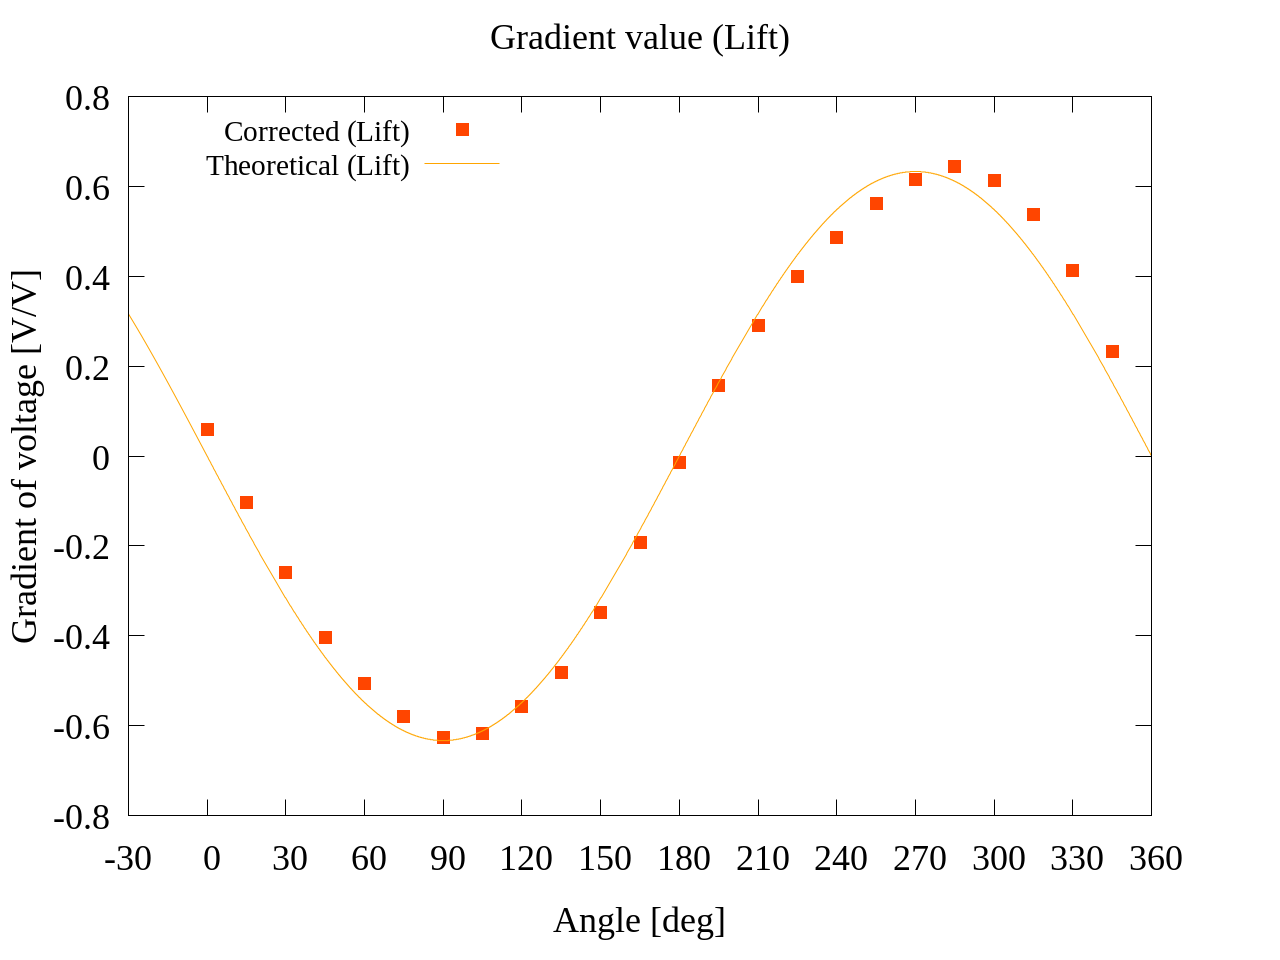 Gradient value (Lift)
Corrected (Lift)
Theoretical (Lift)
0.8
0.6
0.4
0.2
0
-0.2
-0.4
-0.6
-0.8
Gradient of voltage [V/V]
-30 0 30 60 90 120 150 180 210 240 270 300 330 360
Angle [deg]